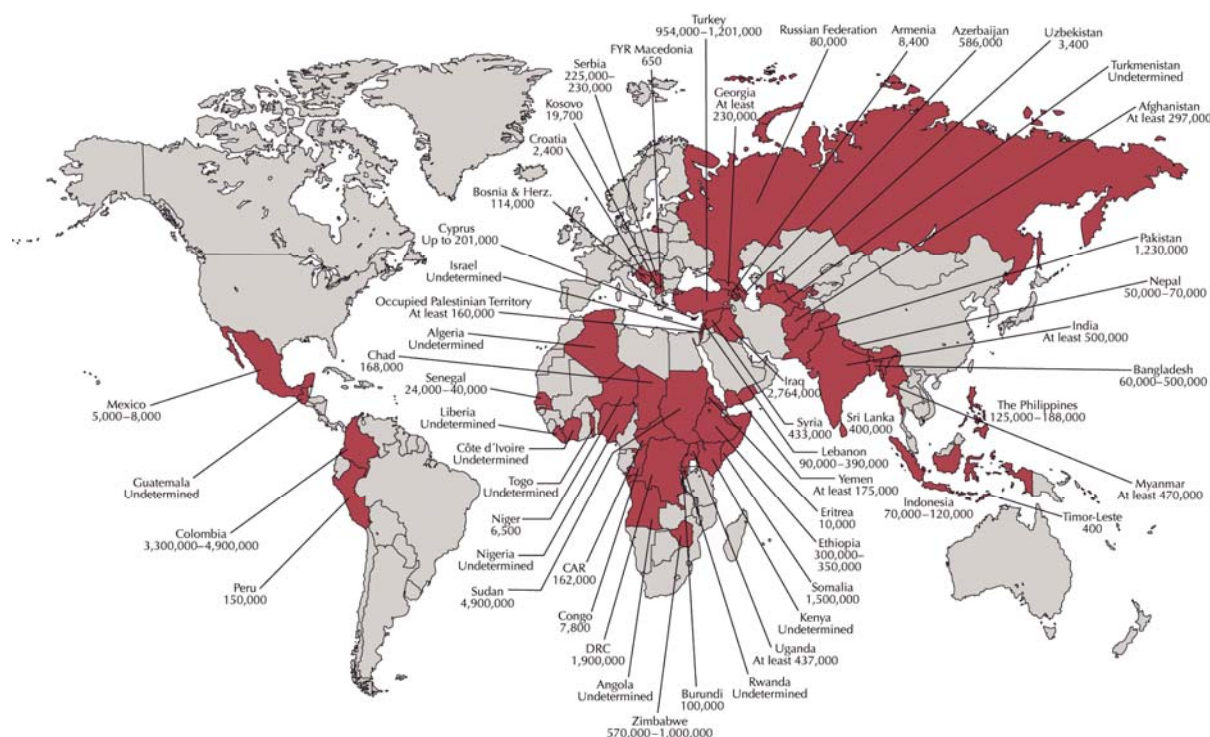 Turkey
954,000–1,201,000
Russian Federation
80,000
Armenia
8,400
Azerbaijan
586,000
Uzbekistan
3,400
FYR Macedonia
650
Serbia
225,000–
230,000
Kosovo
19,700
Croatia
2,400
Bosnia & Herz.
114,000
Georgia
At least
230,000
Turkmenistan
Undetermined
Afghanistan
At least 297,000
Cyprus
Up to 201,000
Israel
Undetermined
Occupied Palestinian Territory
At least 160,000
Algeria
Undetermined
Chad
168,000
Senegal
24,000–40,000
Liberia
Undetermined
Côte d´Ivoire
Undetermined
Togo
Undetermined
Niger
6,500
Nigeria
Undetermined
Sudan
4,900,000
CAR
162,000
Congo
7,800
DRC
1,900,000
Angola
Undetermined
Zimbabwe
570,000–1,000,000
Burundi
100,000
Rwanda
Undetermined
Uganda
At least 437,000
Kenya
Undetermined
Somalia
1,500,000
Ethiopia
300,000–
350,000
Eritrea
10,000
Yemen
At least 175,000
Lebanon
90,000–390,000
Syria
433,000
Iraq
2,764,000
Sri Lanka
400,000
Pakistan
1,230,000
Nepal
50,000–70,000
India
At least 500,000
Bangladesh
60,000–500,000
The Philippines
125,000–188,000
Myanmar
At least 470,000
Indonesia
70,000–120,000
Timor-Leste
400
Mexico
5,000–8,000
Guatemala
Undetermined
Colombia
3,300,000–4,900,000
Peru
150,000